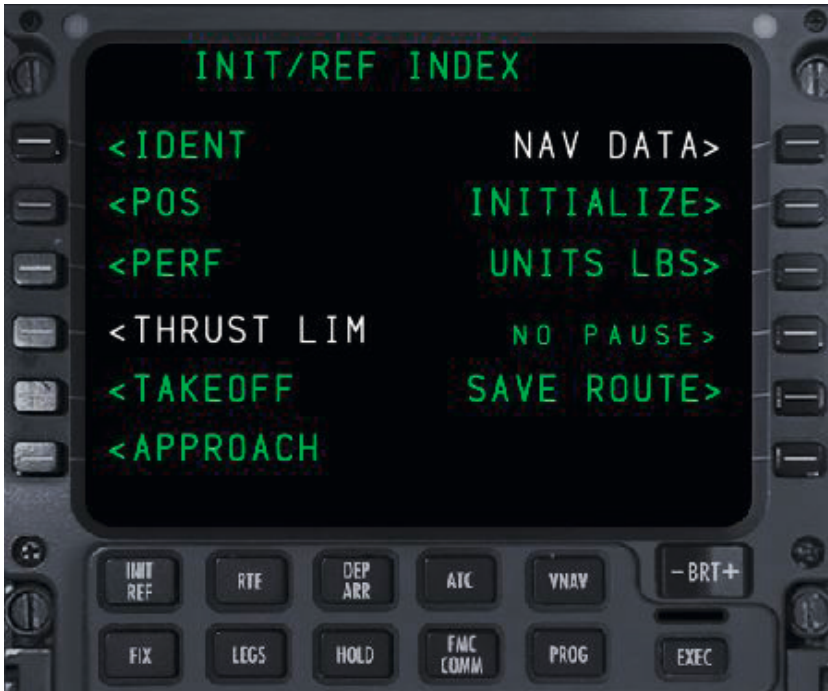 INIT/REF INDEX
<IDENT NAV DATA>
<POS INITIALIZE>
<PERF UNITS LBS>
<THRUST LIM NO PAUSE>
<TAKEOFF SAVE ROUTE>
<APPROACH
INIT REF RTE DEP ARR ATC VNAV -BRT+
FIX LEGS HOLD FMC COMM PROG EXEC